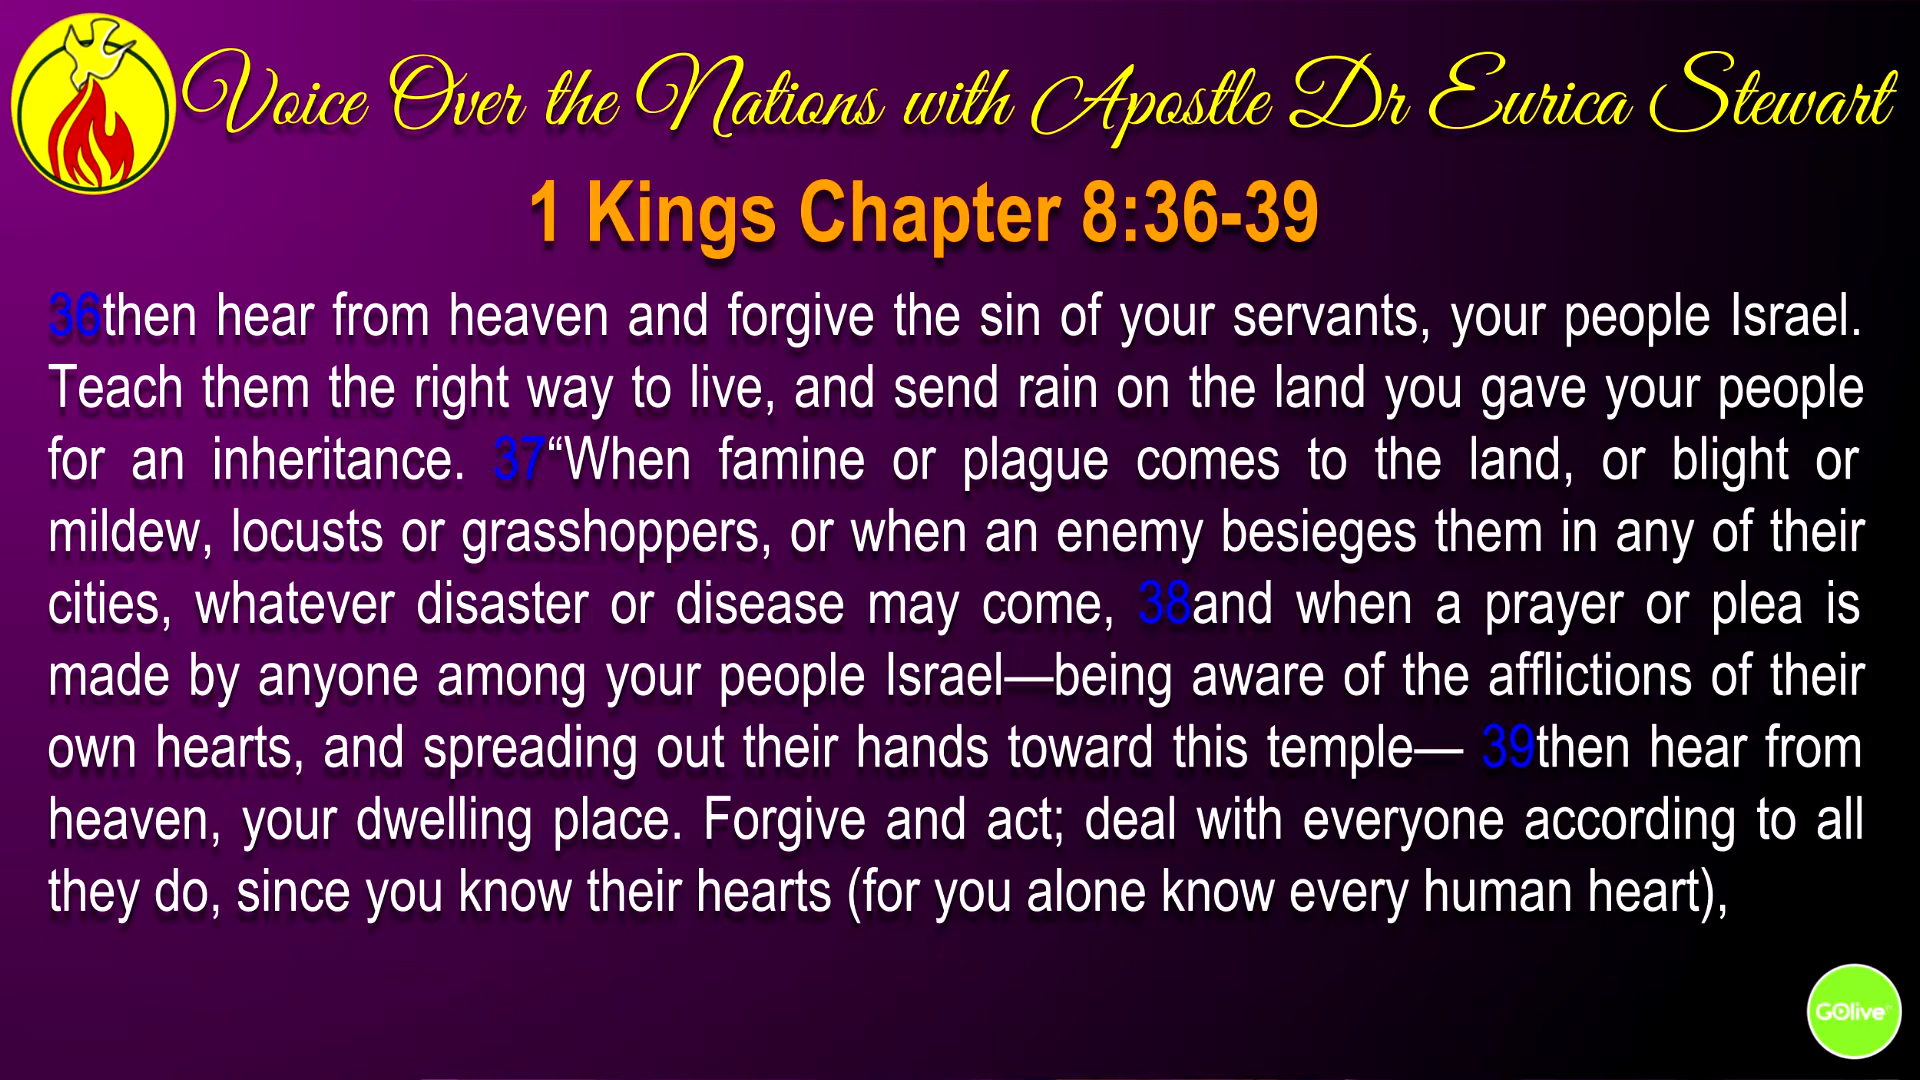 Voice Over the Nations with Apostle Dr Eurica Stewart
1 Kings Chapter 8:36-39
36then hear from heaven and forgive the sin of your servants, your people Israel.
Teach them the right way to live, and send rain on the land you gave your people
for an inheritance. 37“When famine or plague comes to the land, or blight or
mildew, locusts or grasshoppers, or when an enemy besieges them in any of their
cities, whatever disaster or disease may come, 38and when a prayer or plea is
made by anyone among your people Israel—being aware of the afflictions of their
own hearts, and spreading out their hands toward this temple— 39then hear from
heaven, your dwelling place. Forgive and act; deal with everyone according to all
they do, since you know their hearts (for you alone know every human heart),
GOlive